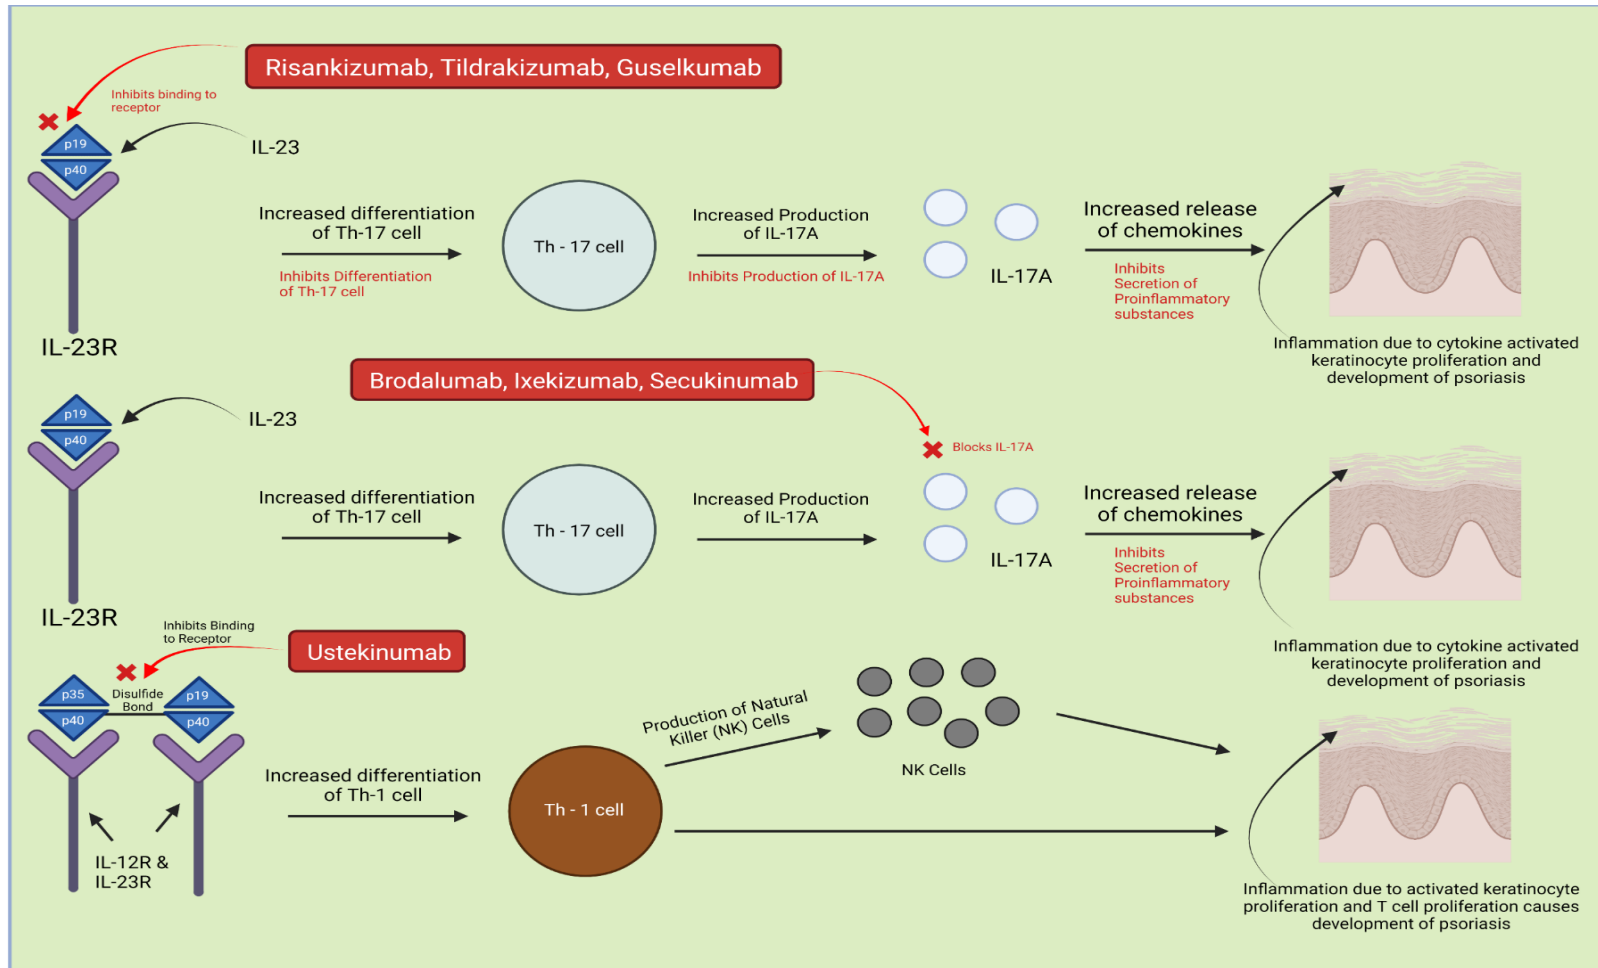 Risankizumab, Tildrakizumab, Guselkumab
Inhibits binding to
receptor
p19
p40
IL-23
IL-23R
Increased differentiation
of Th-17 cell
Inhibits Differentiation
of Th-17 cell
Th - 17 cell
Increased Production
of IL-17A
Inhibits Production of IL-17A
IL-17A
Increased release
of chemokines
Inhibits
Secretion of
Proinflammatory
substances
Inflammation due to cytokine activated
keratinocyte proliferation and
development of psoriasis
Brodalumab, Ixekizumab, Secukinumab
p19
p40
IL-23
IL-23R
Increased differentiation
of Th-17 cell
Th - 17 cell
Increased Production
of IL-17A
Blocks IL-17A
IL-17A
Increased release
of chemokines
Inhibits
Secretion of
Proinflammatory
substances
Inflammation due to cytokine activated
keratinocyte proliferation and
development of psoriasis
Inhibits Binding
to Receptor
Ustekinumab
p35
p40
Disulfide
Bond
p19
p40
IL-12R &
IL-23R
Increased differentiation
of Th-1 cell
Th - 1 cell
Production of Natural
Killer (NK) Cells
NK Cells
Inflammation due to activated keratinocyte
proliferation and T cell proliferation causes
development of psoriasis